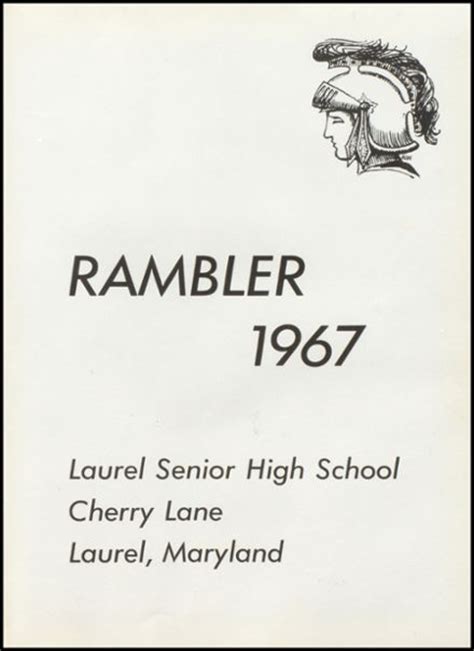 RAMBLER
1967
Laurel Senior High School
Cherry Lane
Laurel, Maryland